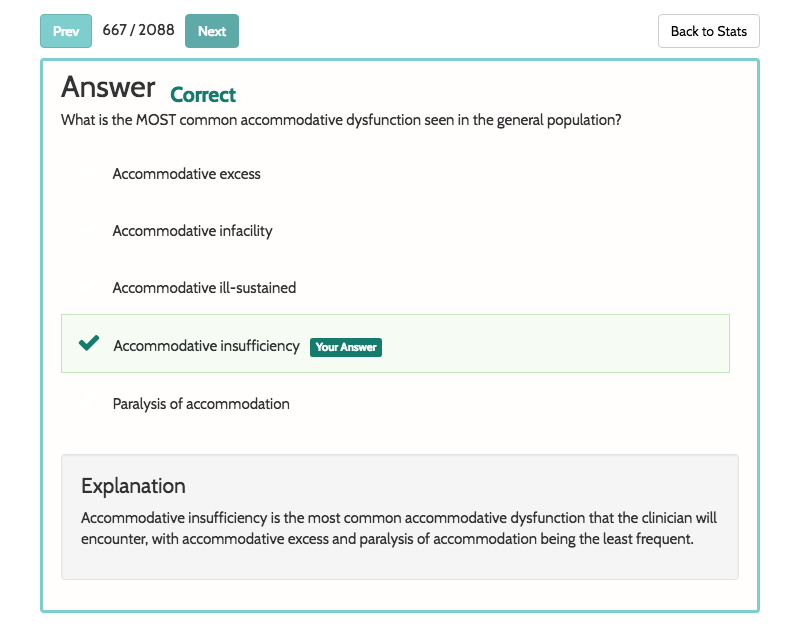 Prev 667 / 2088 Next Back to Stats
Answer Correct
What is the MOST common accommodative dysfunction seen in the general population?
Accommodative excess
Accommodative infacility
Accommodative ill-sustained
Accommodative insufficiency Your Answer
Paralysis of accommodation
Explanation
Accommodative insufficiency is the most common accommodative dysfunction that the clinician will
encounter, with accommodative excess and paralysis of accommodation being the least frequent.